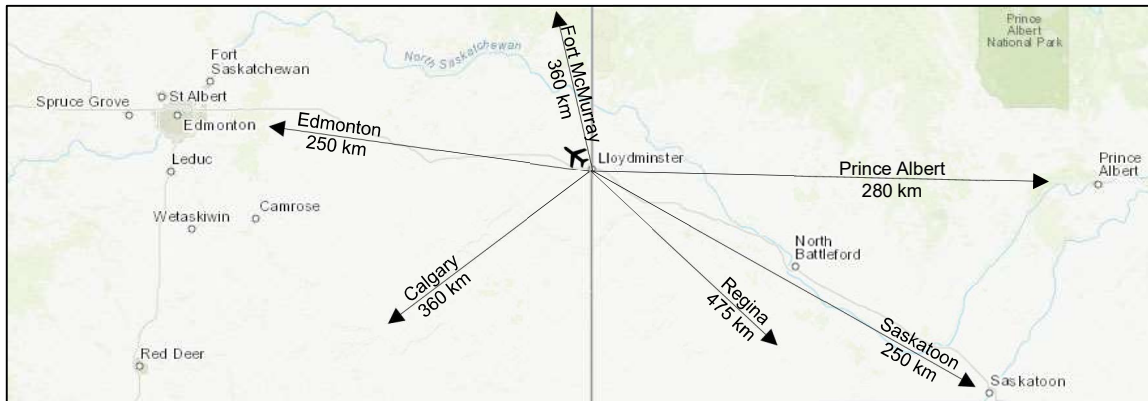 Fort
Saskatchewan
North Saskatchewan
Fort McMurray
360 km
Prince
Albert
National Park
St Albert
Spruce Grove
Edmonton
Edmonton
250 km
Leduc
Lloydminster
Prince Albert
280 km
Prince
Albert
Wetaskiwin
Camrose
North
Battleford
Calgary
360 km
Regina
475 km
Saskatoon
250 km
Red Deer
Saskatoon